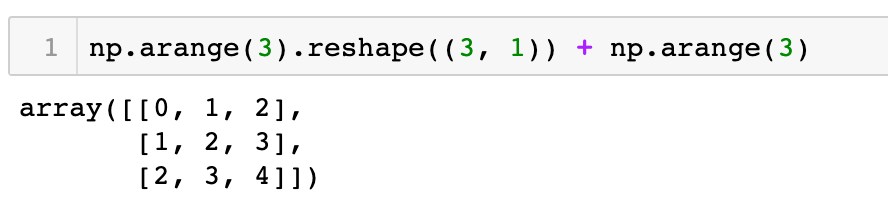 1 np.arange(3).reshape((3, 1)) + np.arange(3)
array([[0, 1, 2],
       [1, 2, 3],
       [2, 3, 4]])